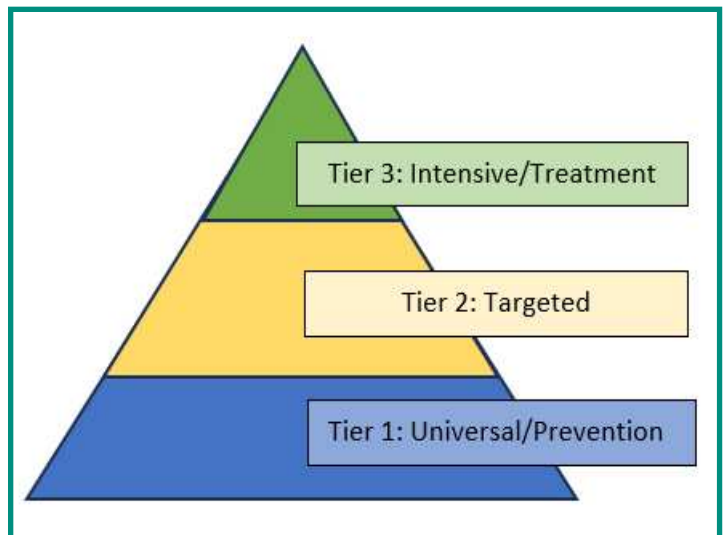 Tier 3: Intensive/Treatment
Tier 2: Targeted
Tier 1: Universal/Prevention